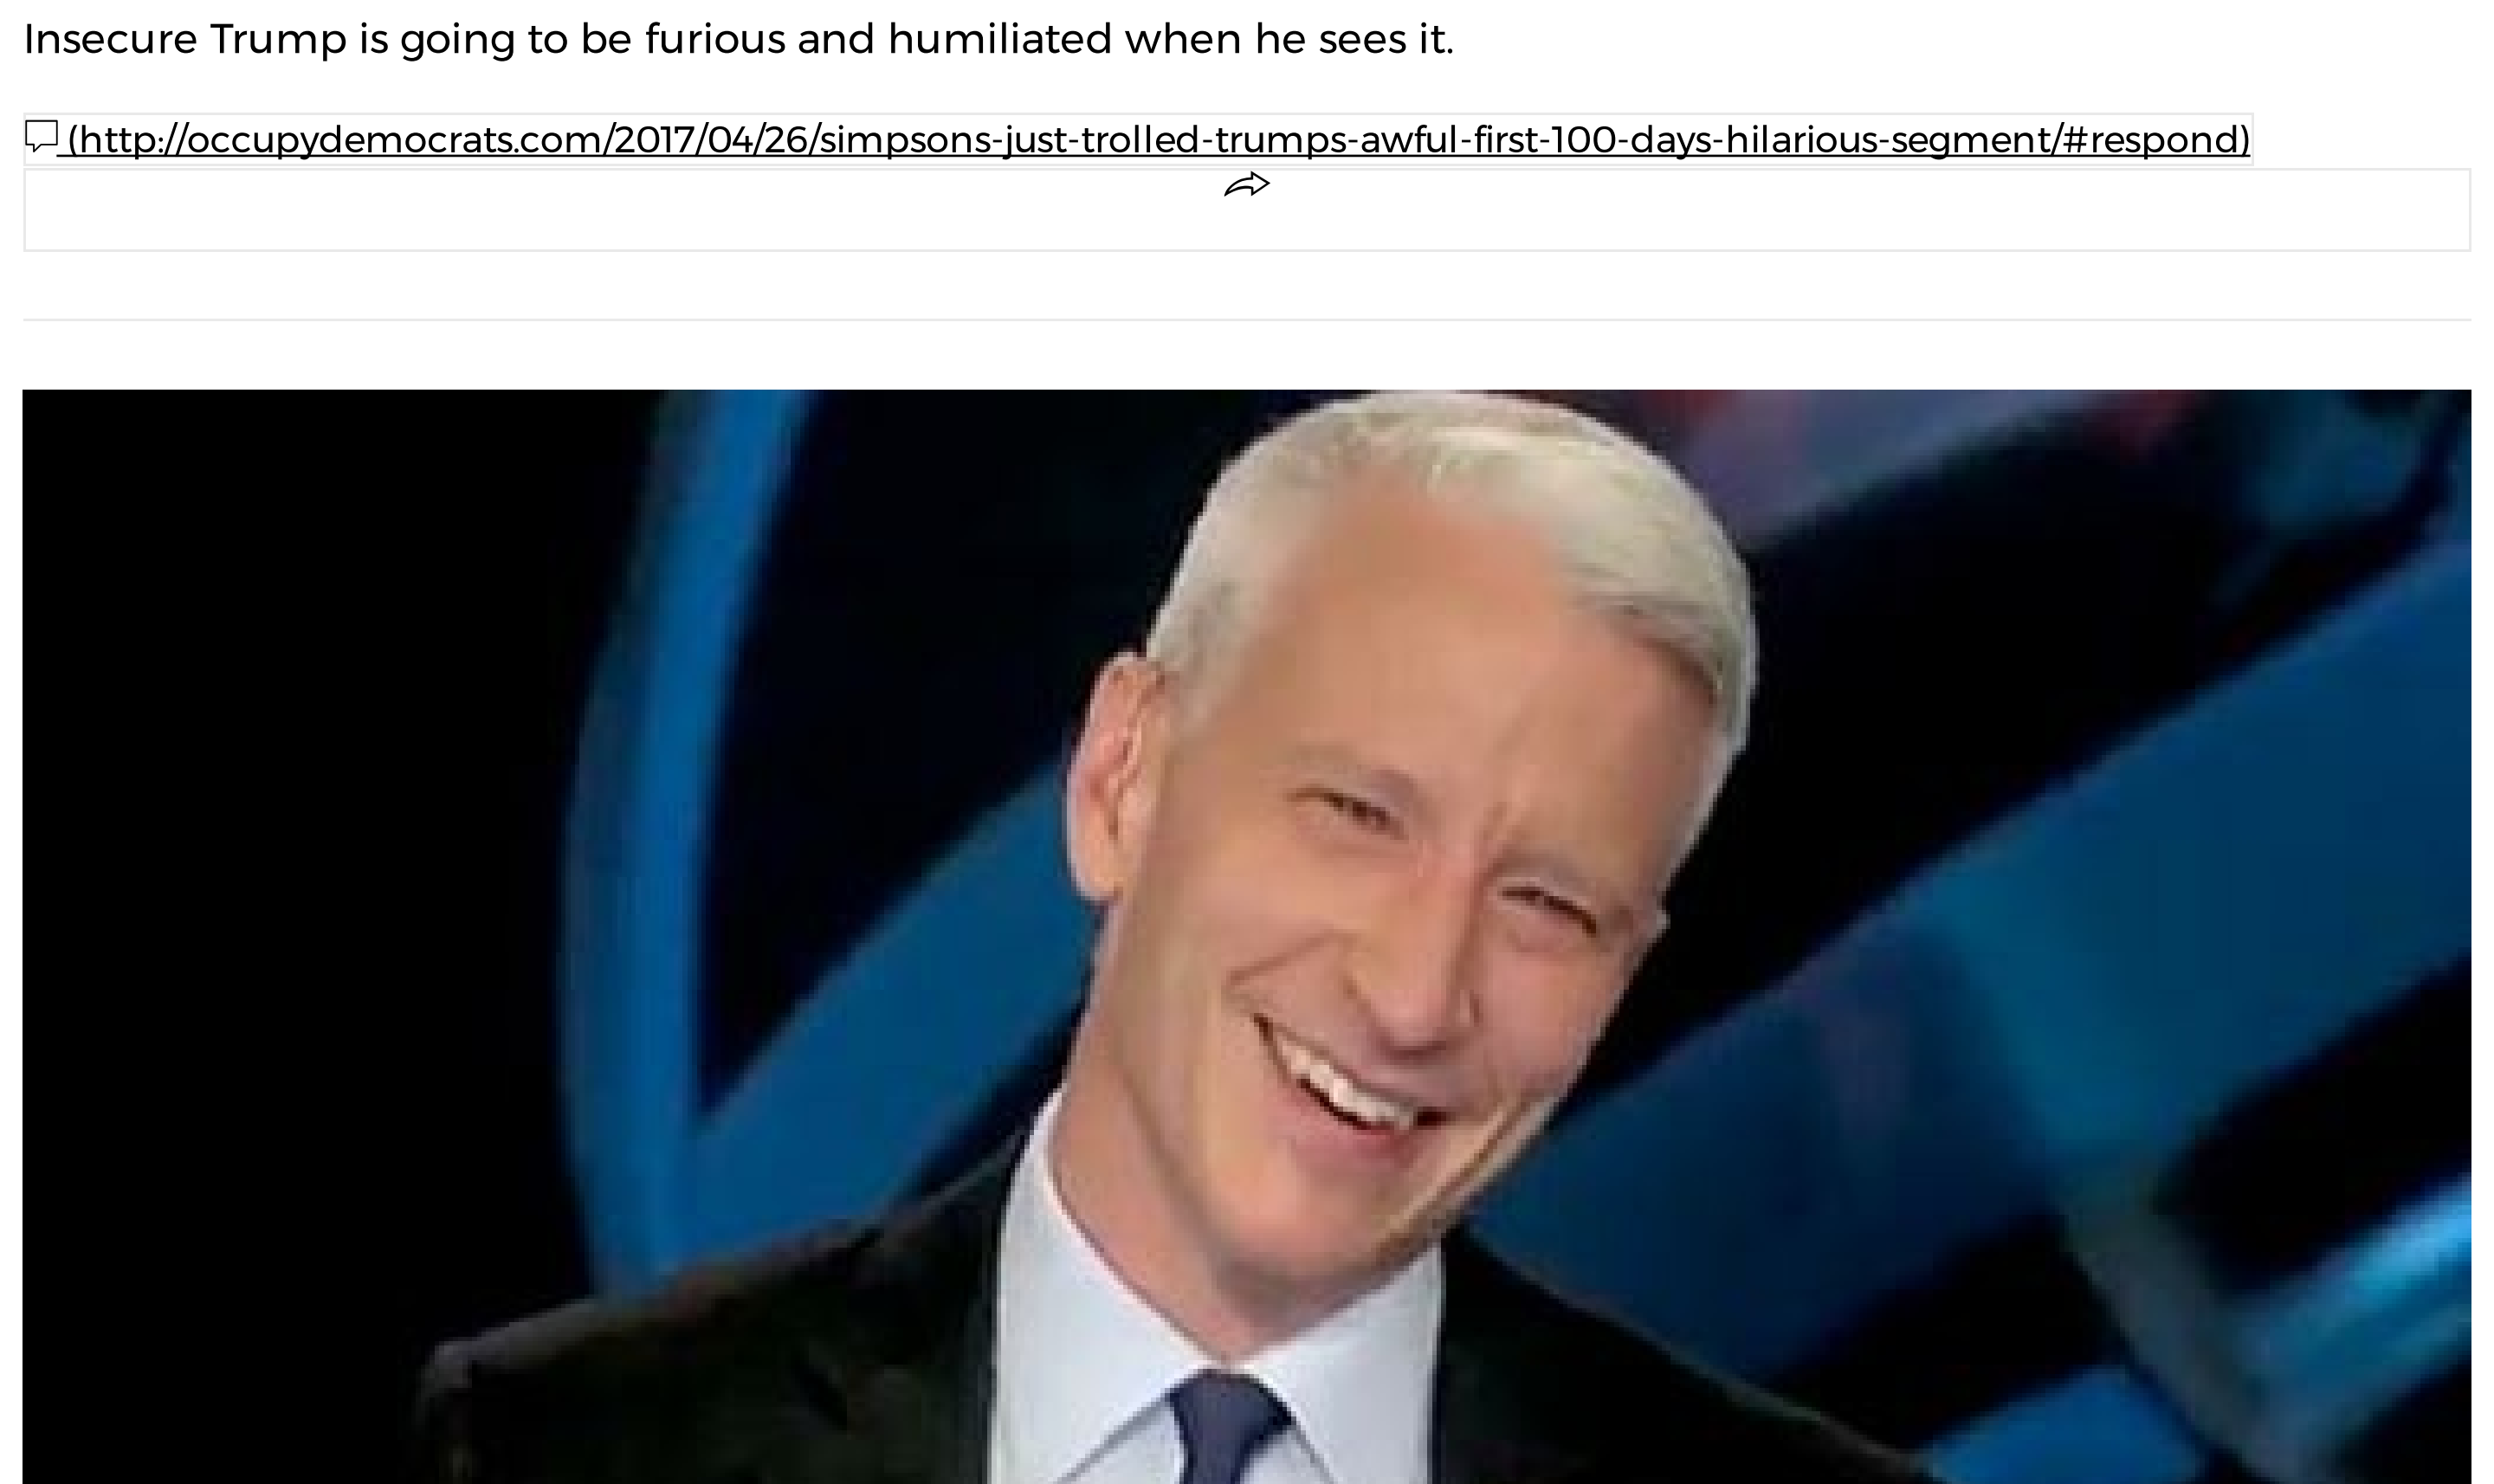 Insecure Trump is going to be furious and humiliated when he sees it.
(http://occupydemocrats.com/2017/04/26/simpsons-just-trolled-trumps-awful-first-100-days-hilarious-segment/#respond)